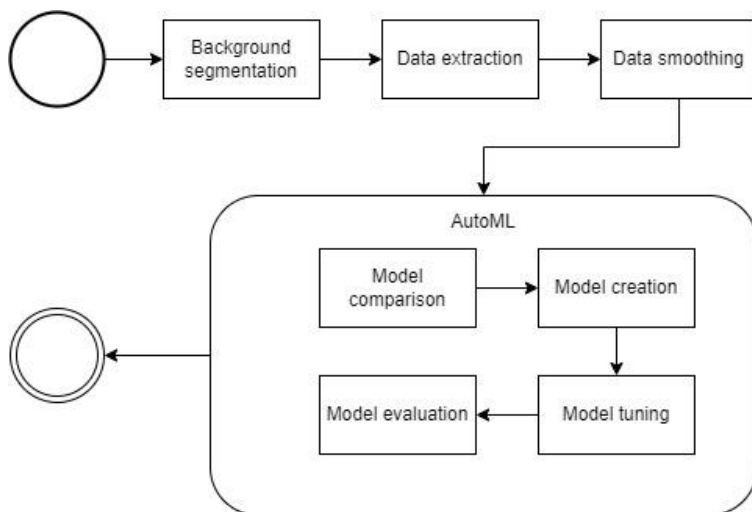 Background
segmentation
Data extraction
Data smoothing
AutoML
Model
comparison
Model creation
Model evaluation
Model tuning